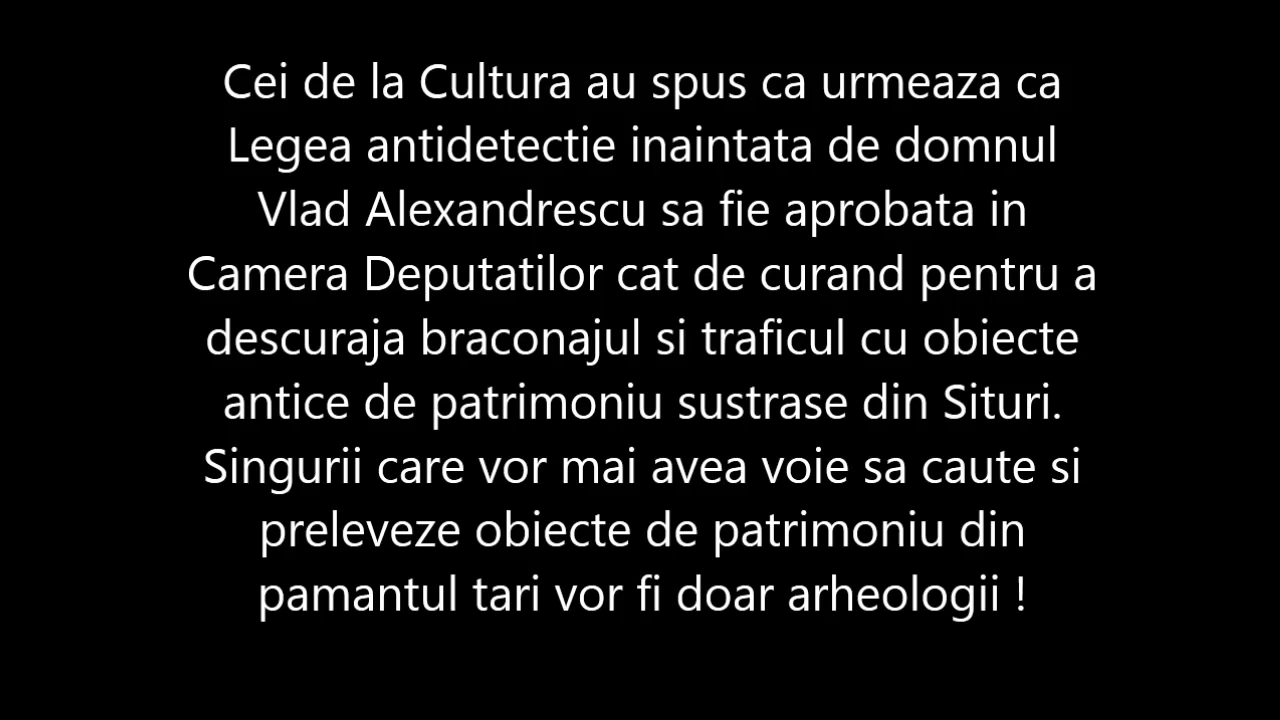 Cei de la Cultura au spus ca urmeaza ca
Legea antidetectie inaintata de domnul
Vlad Alexandrescu sa fie aprobata in
Camera Deputatilor cat de curand pentru a
descuraja braconajul si traficul cu obiecte
antice de patrimoniu sustrase din Situri.
Singurii care vor mai avea voie sa caute si
preleveze obiecte de patrimoniu din
pamantul tari vor fi doar arheologii !